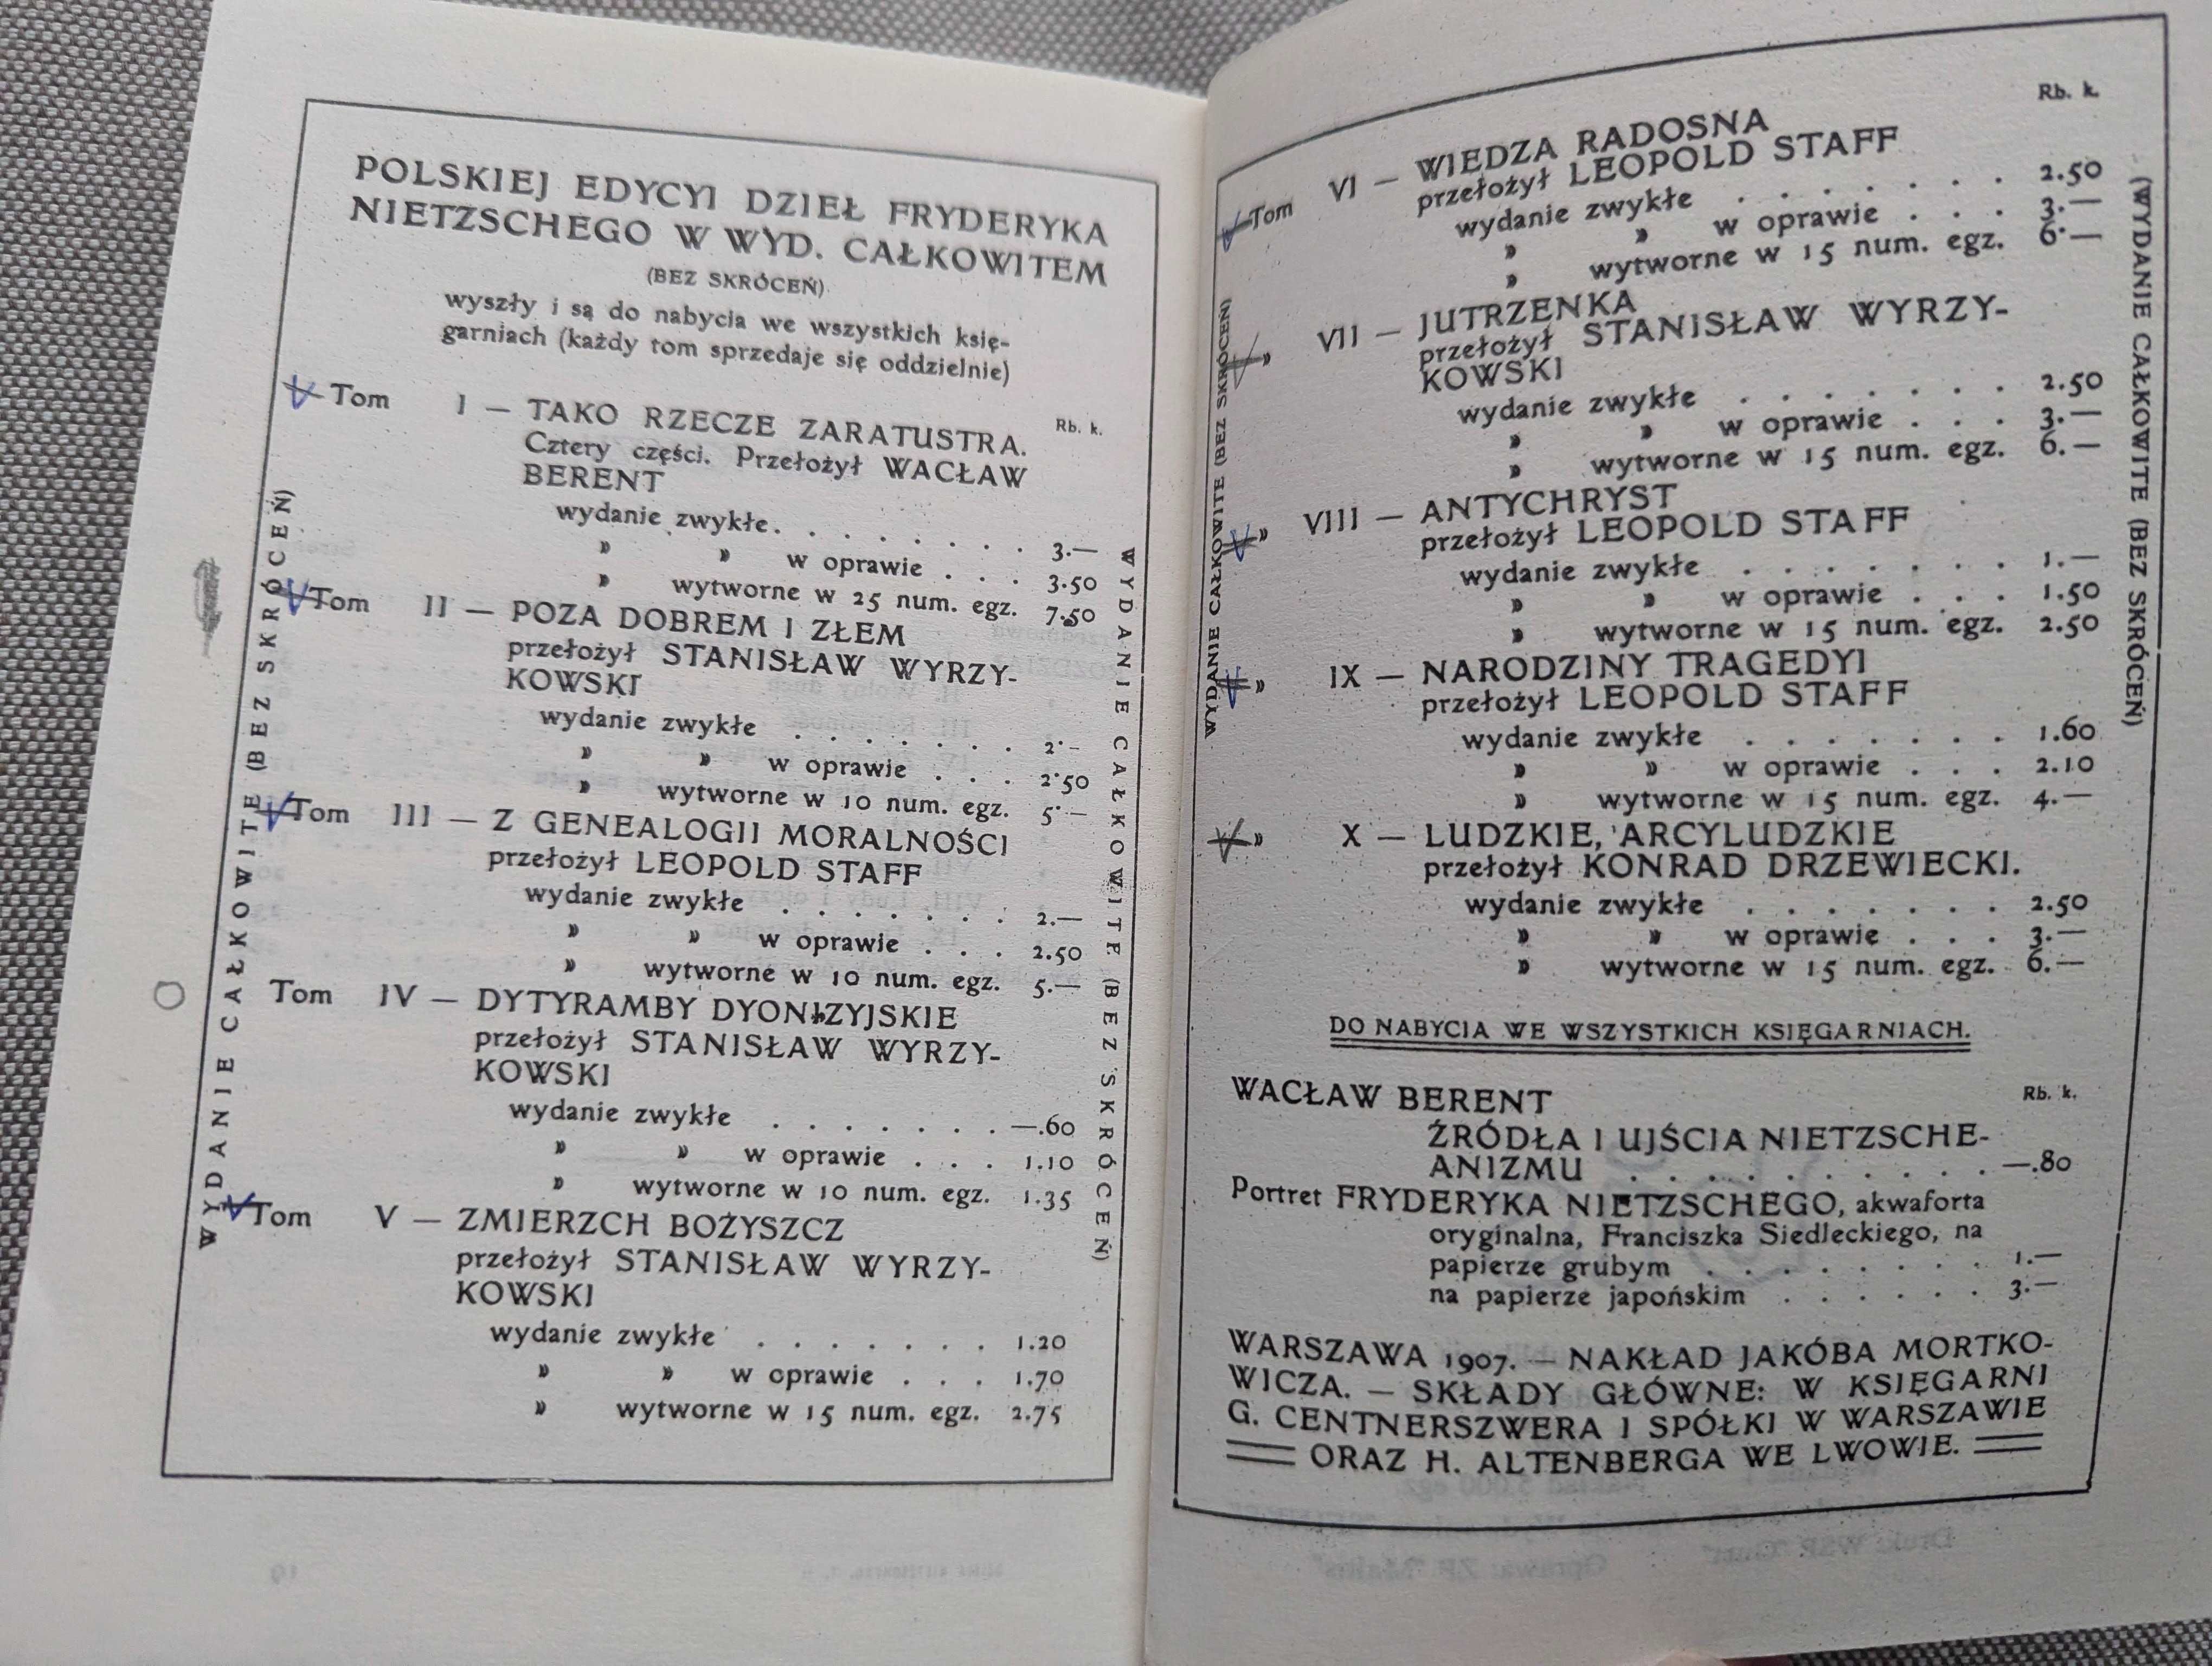 POLSKIEJ EDYCYI DZIEŁ FRYDERYKA
NIETZSCHEGO W WYD. CAŁKOWITEM
(BEZ SKRÓCEŃ)
wyszły i są do nabycia we wszystkich księ-
garniach (każdy tom sprzedaje się oddzielnie)
Rb. k.
Tom I — TAKO RZECZE ZARATUSTRA.
Cztery części. Przełożył WACŁAW
BERENT
wydanie zwykłe. . . . . . . . 3.—
» » w oprawie . . . 3.50
» wytworne w 25 num. egz. 7.50
Tom II — POZA DOBREM I ZŁEM
przełożył STANISŁAW WYRZY-
KOWSKI
wydanie zwykłe . . . . . . . 2·-
» » w oprawie . . . 2·50
» wytworne w 10 num. egz. 5·—
Tom III — Z GENEALOGII MORALNOŚCI
przełożył LEOPOLD STAFF
wydanie zwykłe . . . . . . . 2.—
» » w oprawie . . . 2.50
» wytworne w 10 num. egz. 5.—
Tom IV — DYTYRAMBY DYONIZYJSKIE
przełożył STANISŁAW WYRZY-
KOWSKI
wydanie zwykłe . . . . . . . —.60
» » w oprawie . . . 1.10
» wytworne w 10 num. egz. 1.35
Tom V — ZMIERZCH BOŻYSZCZ
przełożył STANISŁAW WYRZY-
KOWSKI
wydanie zwykłe . . . . . . . 1.20
» » w oprawie . . . 1.70
» wytworne w 15 num. egz. 2.75
WYDANIE CAŁKOWITE (BEZ SKRÓCEŃ)
WYDANIE CAŁKOWITE (BEZ SKRÓCEŃ)
Rb. k.
Tom VI — WIEDZA RADOSNA
przełożył LEOPOLD STAFF
wydanie zwykłe . . . . . . . 2.50
» » w oprawie . . . 3.—
» wytworne w 15 num. egz. 6·—
» VII — JUTRZENKA
przełożył STANISŁAW WYRZY-
KOWSKI
wydanie zwykłe . . . . . . . 2.50
» » w oprawie . . . 3.—
» wytworne w 15 num. egz. 6.—
» VIII — ANTYCHRYST
przełożył LEOPOLD STAFF
wydanie zwykłe . . . . . . . 1.—
» » w oprawie . . . 1.50
» wytworne w 15 num. egz. 2.50
» IX — NARODZINY TRAGEDYI
przełożył LEOPOLD STAFF
wydanie zwykłe . . . . . . . 1.60
» » w oprawie . . . 2.10
» wytworne w 15 num. egz. 4.—
» X — LUDZKIE, ARCYLUDZKIE
przełożył KONRAD DRZEWIECKI.
wydanie zwykłe . . . . . . . 2.50
» » w oprawie . . . 3.—
» wytworne w 15 num. egz. 6.—
WYDANIE CAŁKOWITE (BEZ SKRÓCEŃ)
(WYDANIE CAŁKOWITE (BEZ SKRÓCEŃ)
DO NABYCIA WE WSZYSTKICH KSIĘGARNIACH.
WACŁAW BERENT Rb. k.
ŹRÓDŁA I UJŚCIA NIETZSCHE-
ANIZMU . . . . . . . . . —.80
Portret FRYDERYKA NIETZSCHEGO, akwaforta
oryginalna, Franciszka Siedleckiego, na
papierze grubym . . . . . . . . 1.—
na papierze japońskim . . . . . . 3.—
WARSZAWA 1907. — NAKŁAD JAKÓBA MORTKO-
WICZA. — SKŁADY GŁÓWNE: W KSIĘGARNI
G. CENTNERSZWERA I SPÓŁKI W WARSZAWIE
ORAZ H. ALTENBERGA WE LWOWIE.